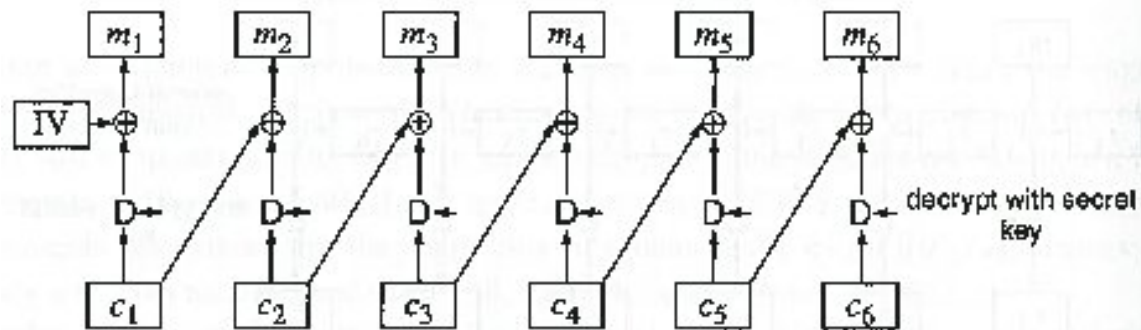 m1 m2 m3 m4 m5 m6
IV
D D D D D D decrypt with secret
key
c1 c2 c3 c4 c5 c6